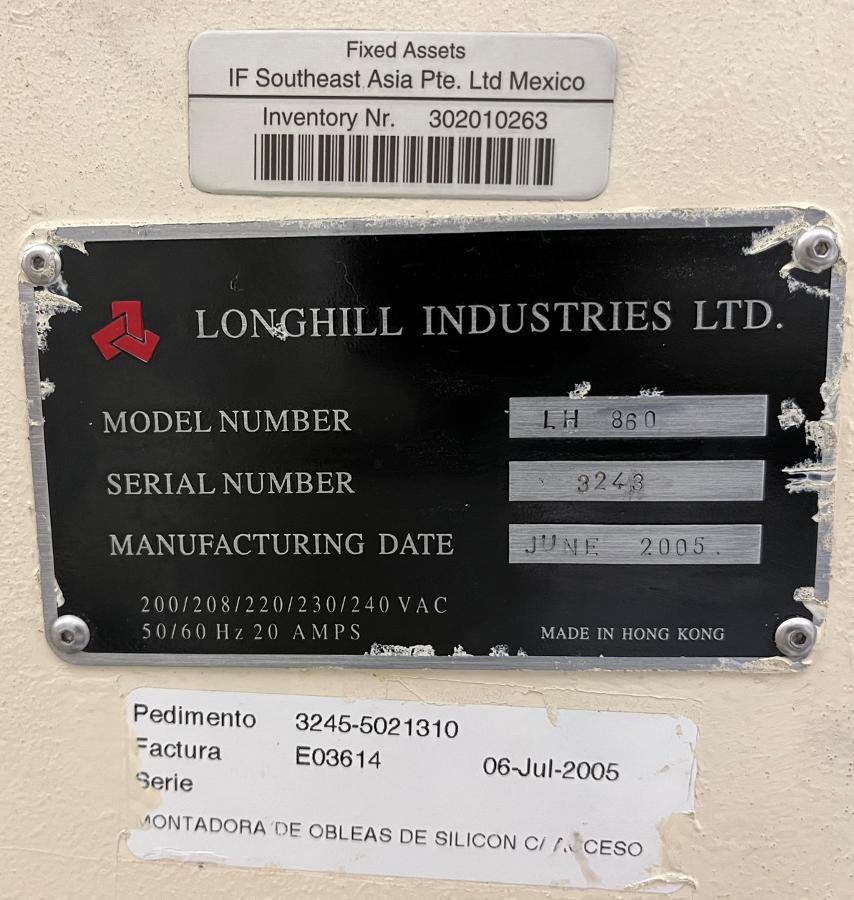 Fixed Assets
IF Southeast Asia Pte. Ltd Mexico
Inventory Nr. 302010263
LONGHILL INDUSTRIES LTD.
MODEL NUMBER LH 860
SERIAL NUMBER 3243
MANUFACTURING DATE JUNE 2005.
200/208/220/230/240 VAC
50/60 Hz 20 AMPS
MADE IN HONG KONG
Pedimento 3245-5021310
Factura E03614 06-Jul-2005
Serie
MONTADORA DE OBLEAS DE SILICON C/